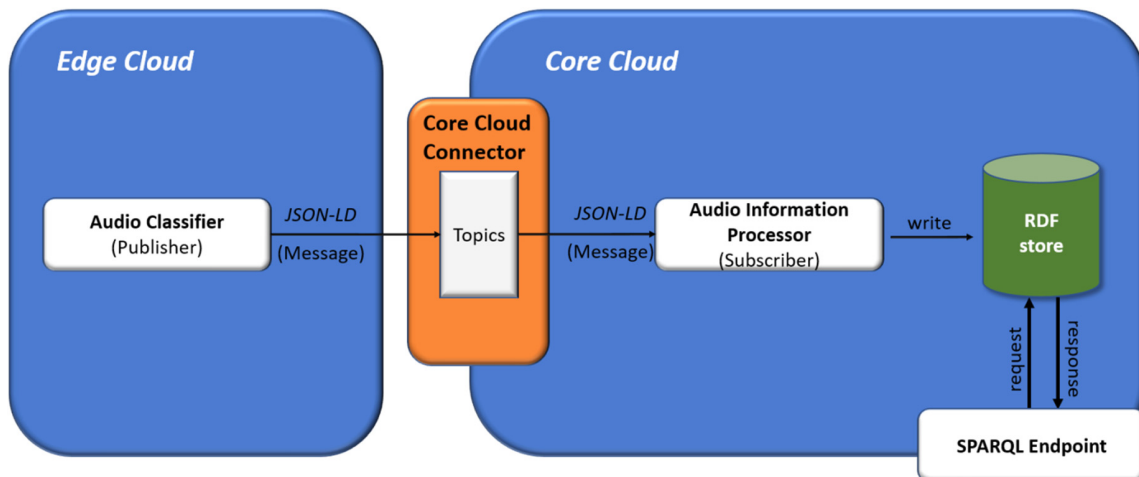 Edge Cloud
Core Cloud
Core Cloud
Connector
Audio Classifier
(Publisher)
JSON-LD
(Message)
Topics
JSON-LD
(Message)
Audio Information
Processor
(Subscriber)
write
RDF
store
request
response
SPARQL Endpoint